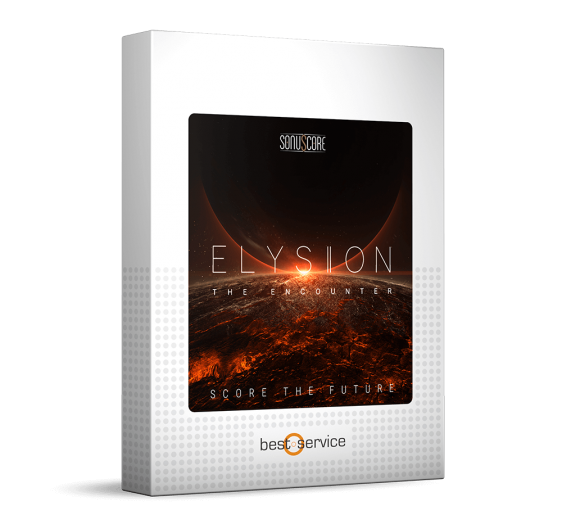 SONUSCORE
ELYSION
THE ENCOUNTER
SCORE THE FUTURE
best service